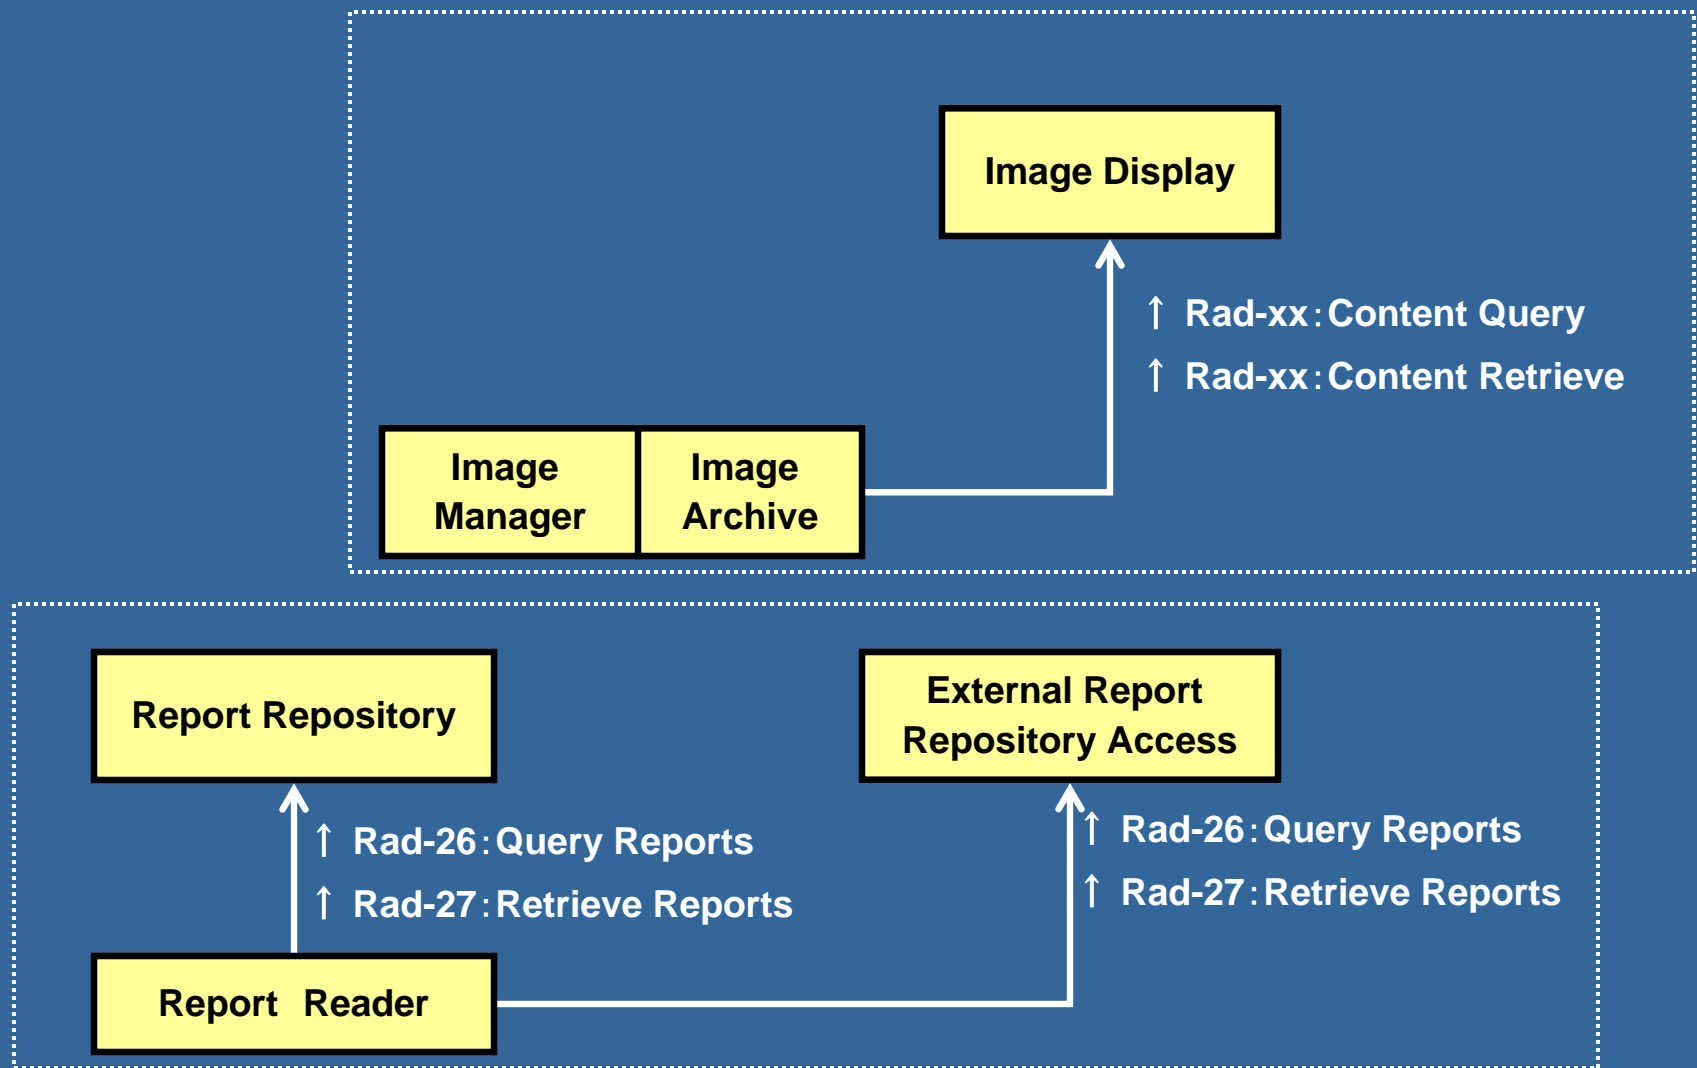 Image Display
↑ Rad-xx:Content Query
↑ Rad-xx:Content Retrieve
Image
Manager
Image
Archive
Report Repository
External Report
Repository Access
↑ Rad-26:Query Reports
↑ Rad-27:Retrieve Reports
↑ Rad-26:Query Reports
↑ Rad-27:Retrieve Reports
Report Reader